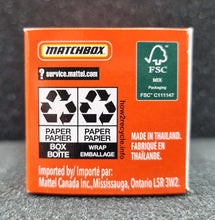 MATCHBOX
? service.mattel.com
FSC
MIX
Packaging
FSC® C111147
PAPER PAPIER
BOX BOÎTE
PAPER PAPIER
WRAP EMBALLAGE
how2recycle.info
MADE IN THAILAND.
FABRIQUÉ EN
THAÏLANDE.
Imported by/ Importé par:
Mattel Canada Inc., Mississauga, Ontario L5R 3W2.